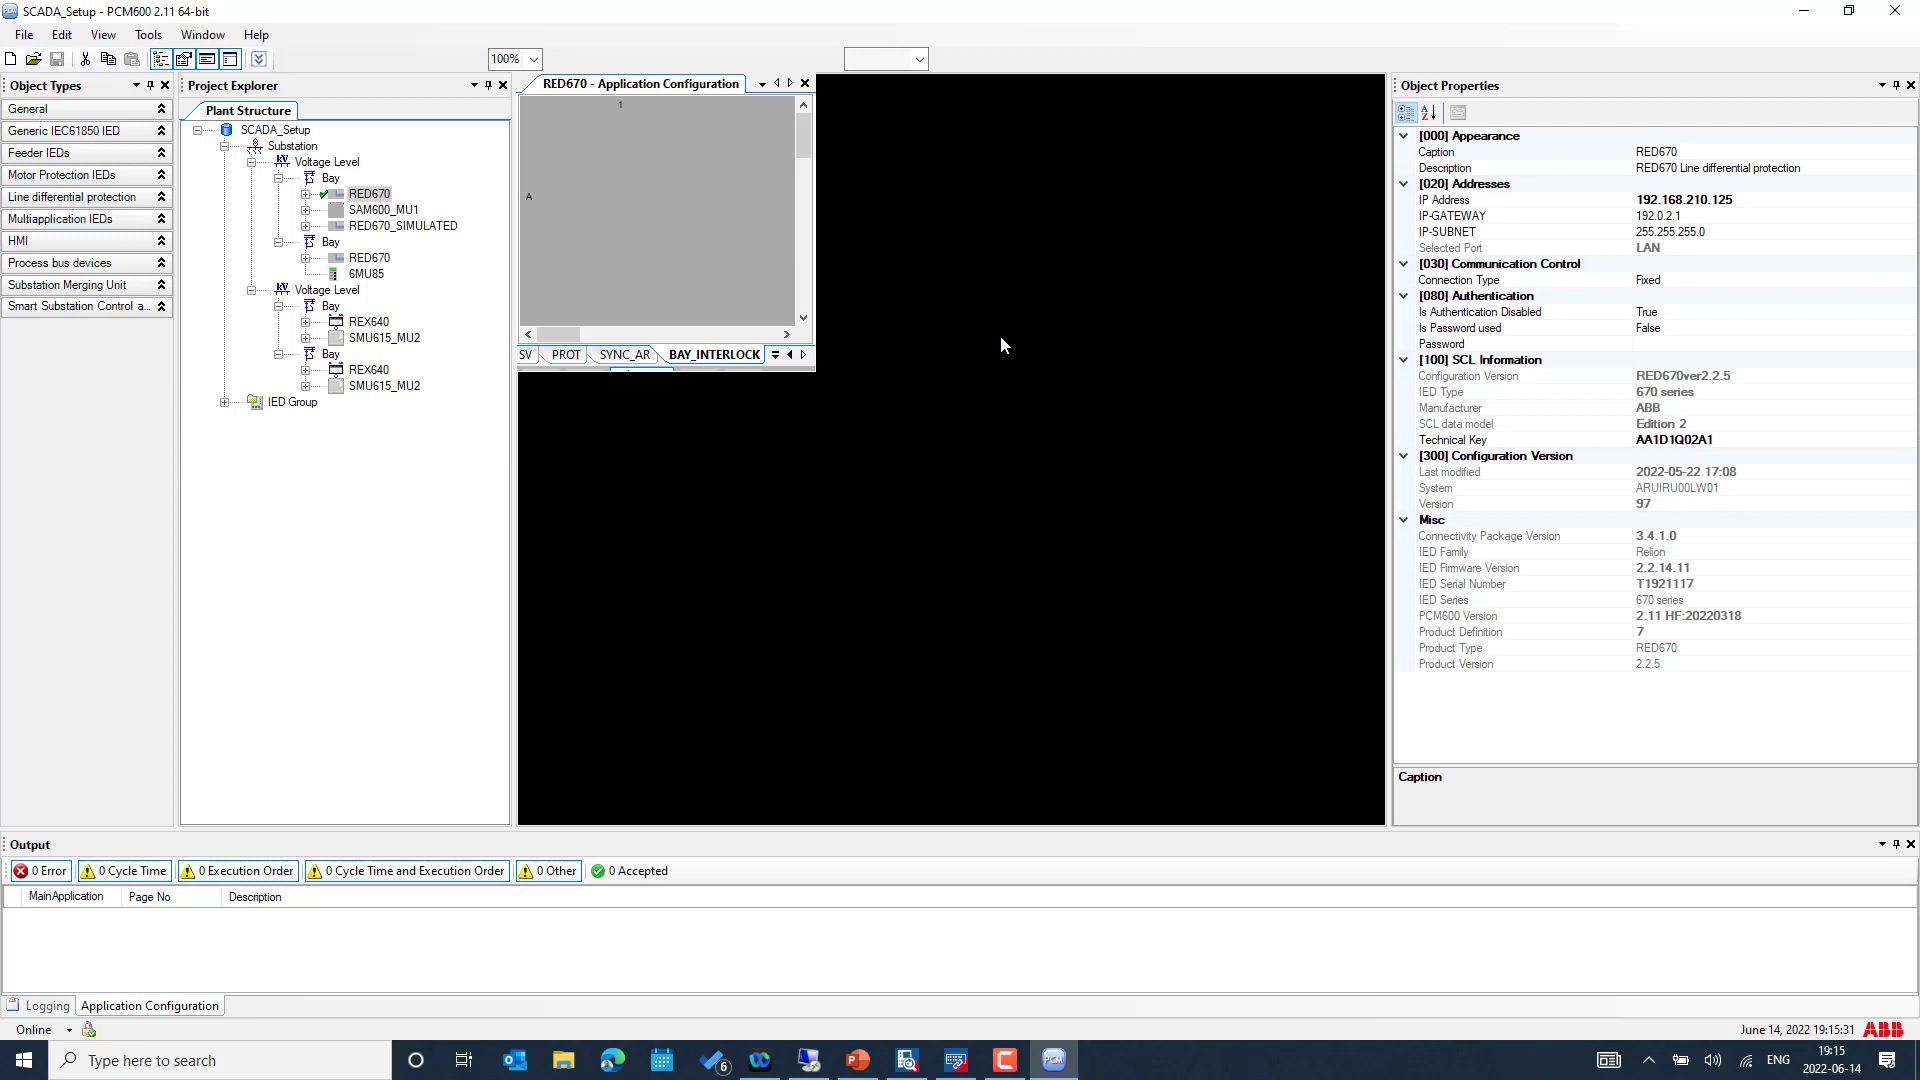 SCADA_Setup - PCM600 2.11 64-bit
File Edit View Tools Window Help
100%
Object Types
General
Generic IEC61850 IED
Feeder IEDs
Motor Protection IEDs
Line differential protection
Multiapplication IEDs
HMI
Process bus devices
Substation Merging Unit
Smart Substation Control a...
Project Explorer
Plant Structure
SCADA_Setup
Substation
Voltage Level
Bay
RED670
SAM600_MU1
RED670_SIMULATED
Bay
RED670
6MU85
Voltage Level
Bay
REX640
SMU615_MU2
Bay
REX640
SMU615_MU2
IED Group
RED670 - Application Configuration
1
A
SV PROT SYNC_AR BAY_INTERLOCK
Object Properties
[000] Appearance
Caption RED670
Description RED670 Line differential protection
[020] Addresses
IP Address 192.168.210.125
IP-GATEWAY 192.0.2.1
IP-SUBNET 255.255.255.0
Selected Port LAN
[030] Communication Control
Connection Type Fixed
[080] Authentication
Is Authentication Disabled True
Is Password used False
Password
[100] SCL Information
Configuration Version RED670ver2.2.5
IED Type 670 series
Manufacturer ABB
SCL data model Edition 2
Technical Key AA1D1Q02A1
[300] Configuration Version
Last modified 2022-05-22 17:08
System ARUIRU00LW01
Version 97
Misc
Connectivity Package Version 3.4.1.0
IED Family Relion
IED Firmware Version 2.2.14.11
IED Serial Number T1921117
IED Series 670 series
PCM600 Version 2.11 HF:20220318
Product Definition 7
Product Type RED670
Product Version 2.2.5
Caption
Output
0 Error 0 Cycle Time 0 Execution Order 0 Cycle Time and Execution Order 0 Other 0 Accepted
MainApplication Page No Description
Logging Application Configuration
Online
June 14, 2022 19:15:31 ABB
Type here to search
6
PCM
ENG
19:15
2022-06-14